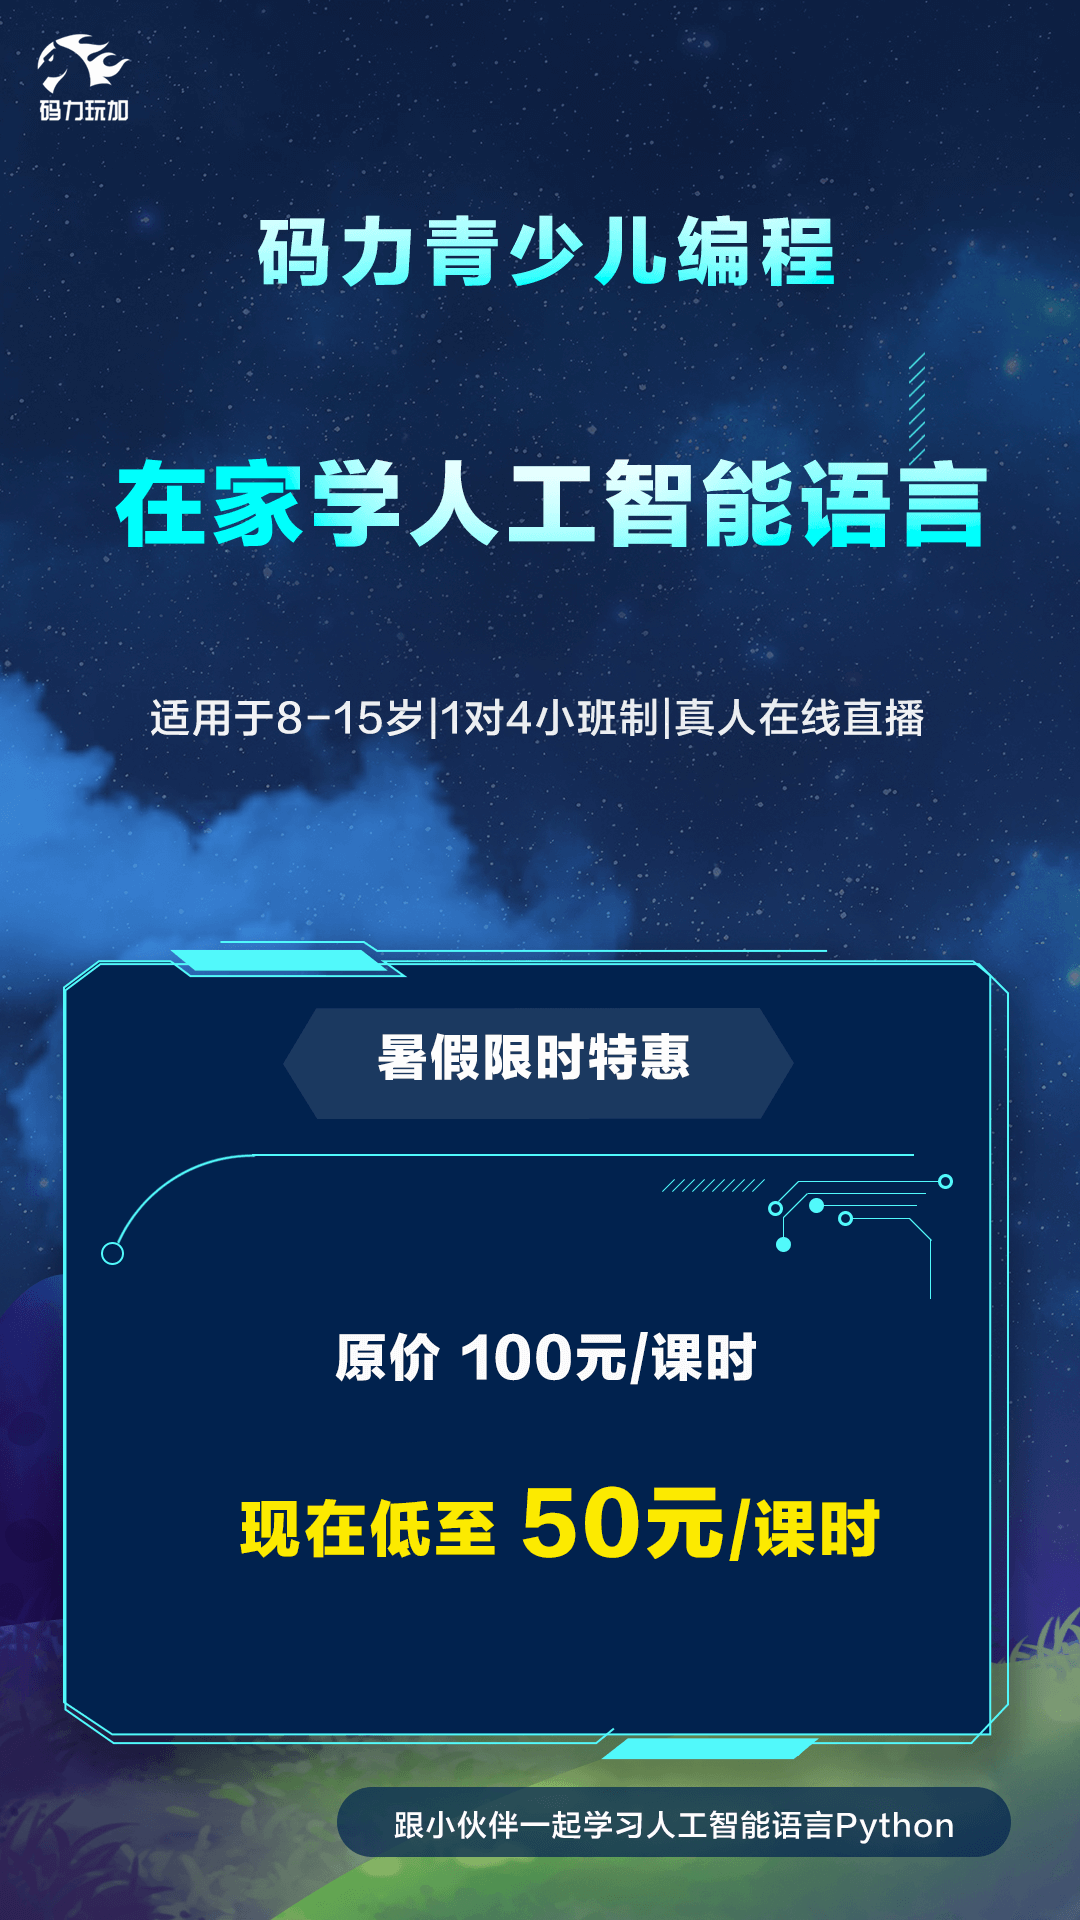 码力玩加
码力青少儿编程
在家学人工智能语言
适用于8-15岁|1对4小班制|真人在线直播
暑假限时特惠
原价 100元/课时
现在低至 50元/课时
跟小伙伴一起学习人工智能语言Python